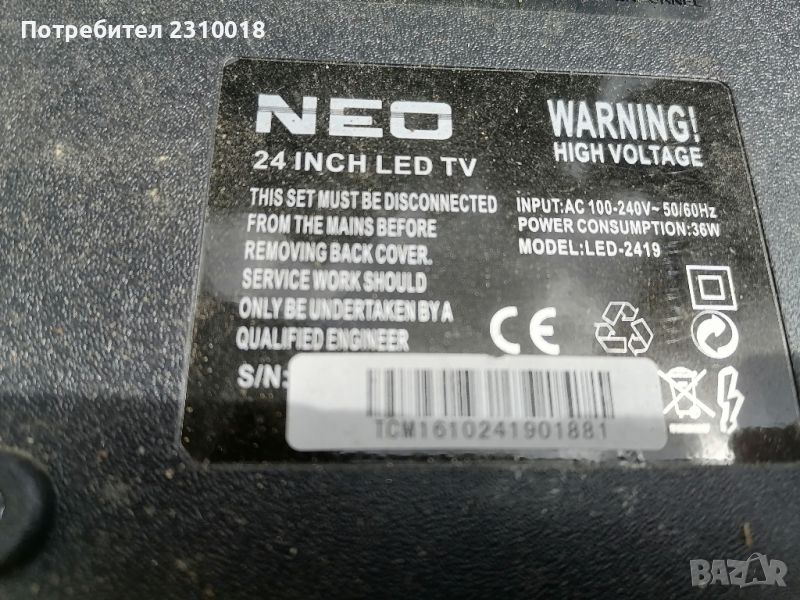 Потребител 2310018
NEO
24 INCH LED TV
THIS SET MUST BE DISCONNECTED
FROM THE MAINS BEFORE
REMOVING BACK COVER.
SERVICE WORK SHOULD
ONLY BE UNDERTAKEN BY A
QUALIFIED ENGINEER
S/N:
WARNING!
HIGH VOLTAGE
INPUT:AC 100-240V~ 50/60Hz
POWER CONSUMPTION:36W
MODEL:LED-2419
CE
TCM1610241901881
BAZAR